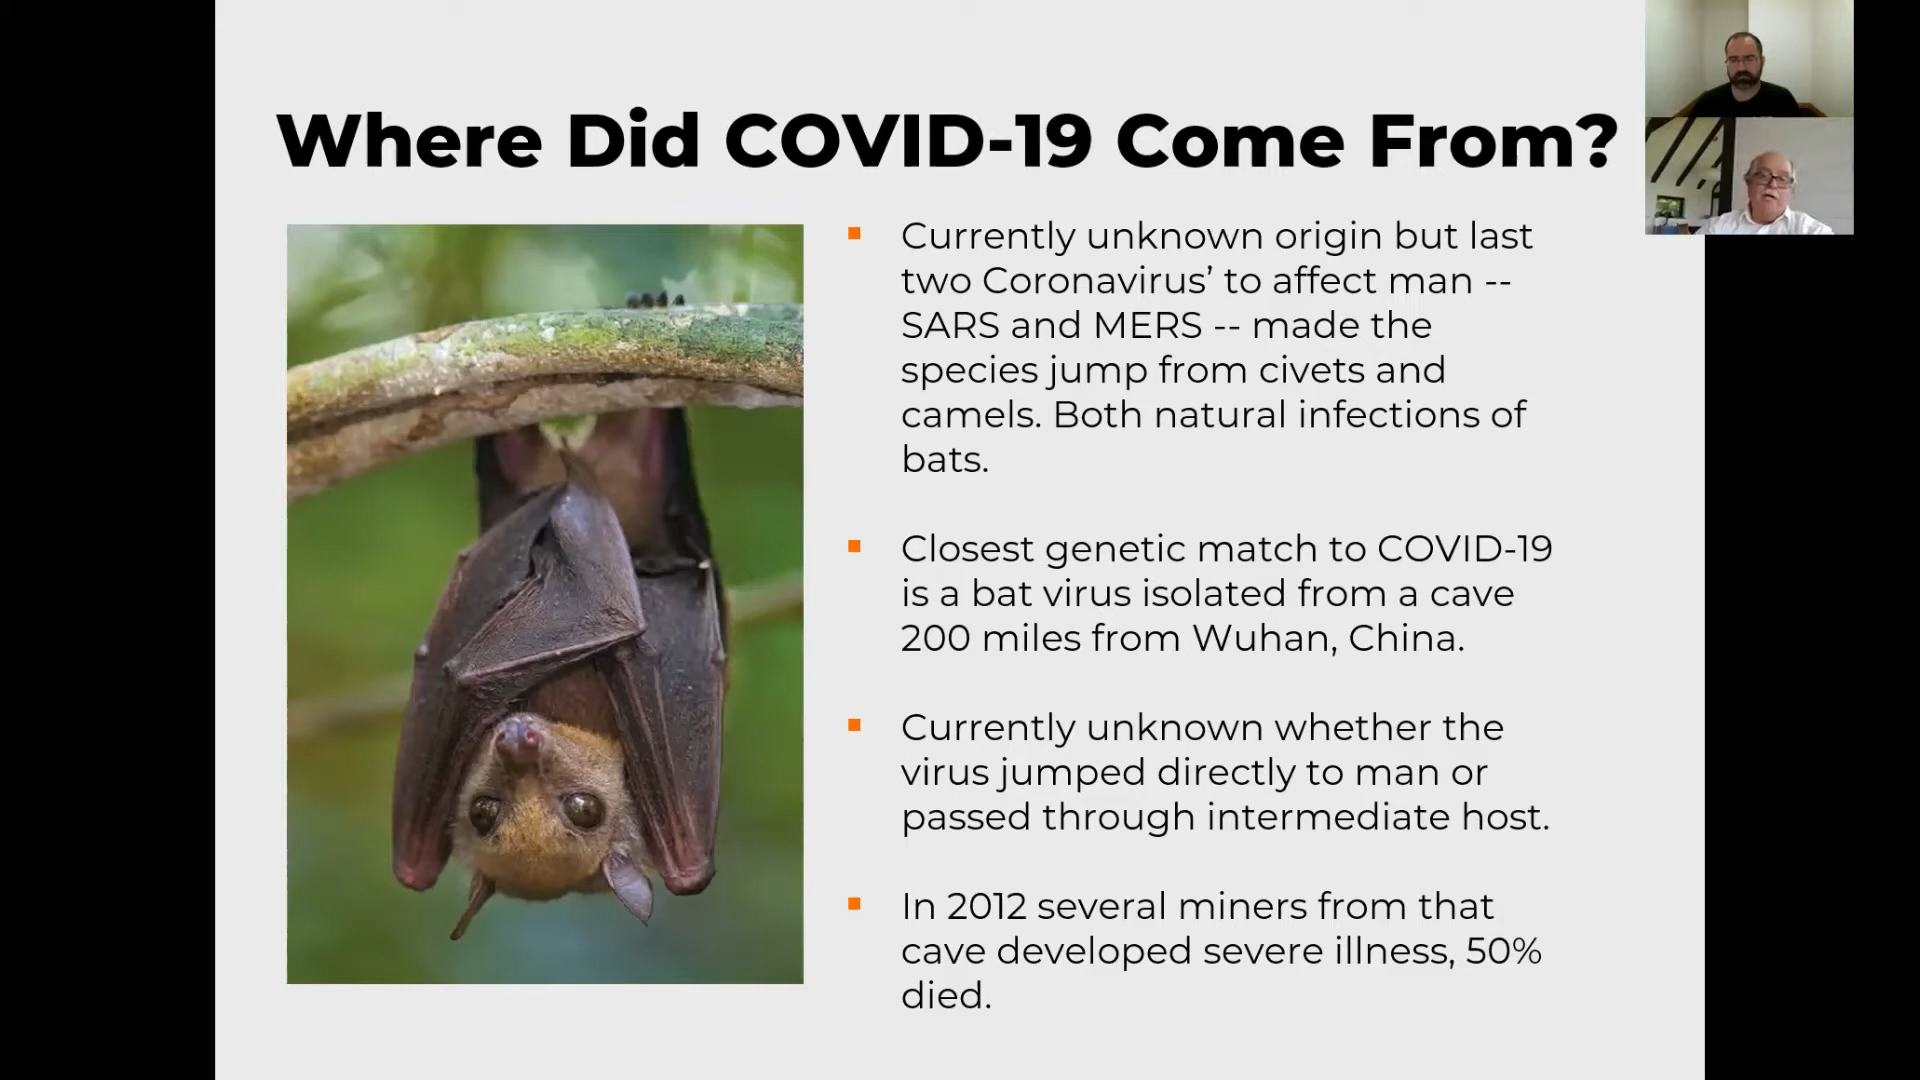 Where Did COVID-19 Come From?
Currently unknown origin but last
two Coronavirus’ to affect man --
SARS and MERS -- made the
species jump from civets and
camels. Both natural infections of
bats.
Closest genetic match to COVID-19
is a bat virus isolated from a cave
200 miles from Wuhan, China.
Currently unknown whether the
virus jumped directly to man or
passed through intermediate host.
In 2012 several miners from that
cave developed severe illness, 50%
died.